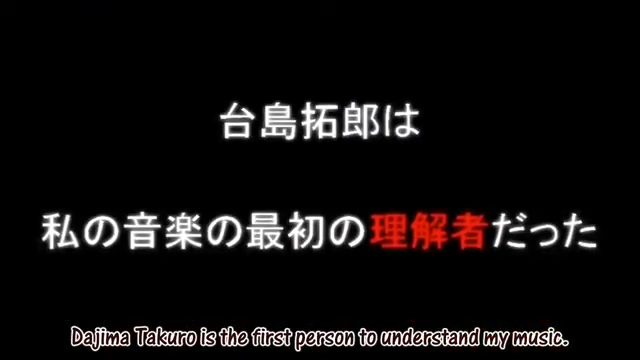 台島拓郎は
私の音楽の最初の理解者だった
Dajima Takuro is the first person to understand my music.